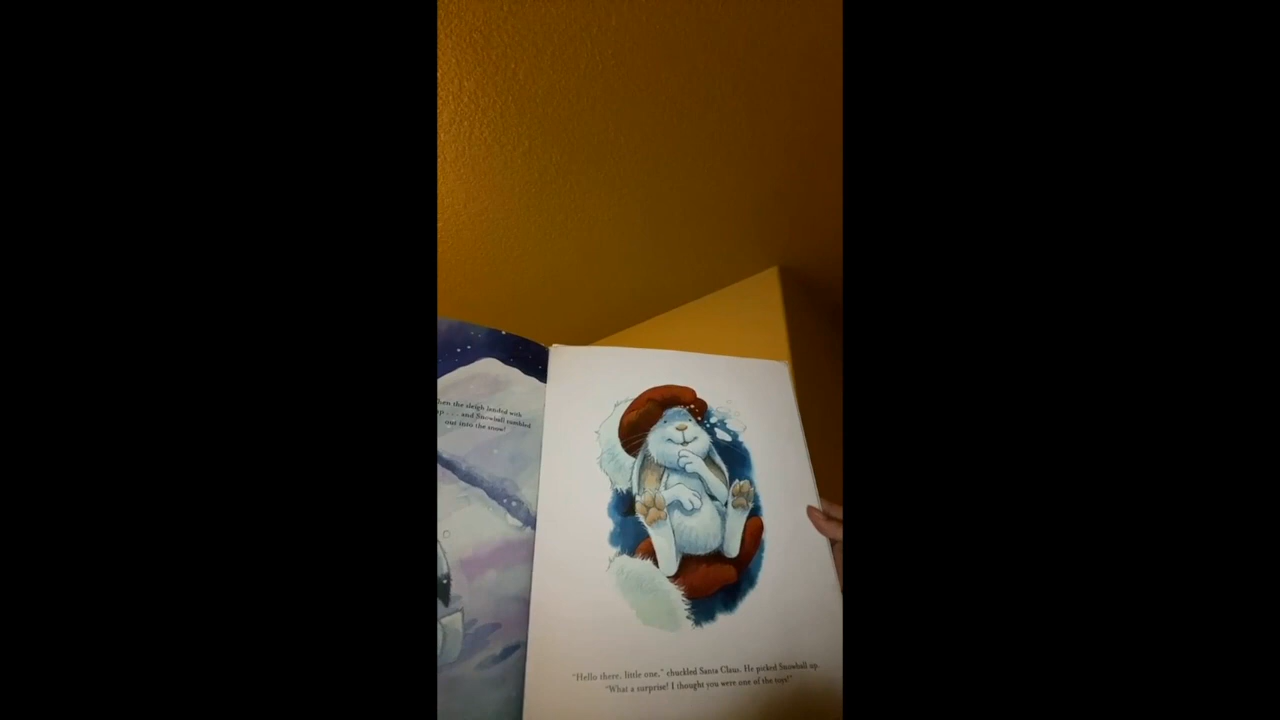 hen the sleigh landed with
p . . . and Snowball tumbled
out into the snow!
"Hello there, little one," chuckled Santa Claus. He picked Snowball up.
"What a surprise! I thought you were one of the toys!"